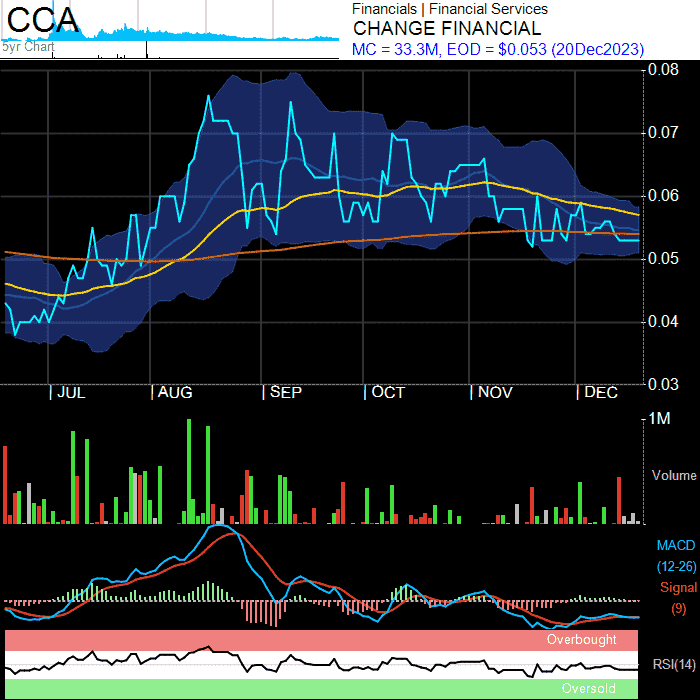 CCA
5yr Chart
Financials | Financial Services
CHANGE FINANCIAL
MC = 33.3M, EOD = $0.053 (20Dec2023)
0.08
0.07
0.06
0.05
0.04
0.03
| JUL | AUG | SEP | OCT | NOV | DEC
1M
Volume
MACD
(12-26)
Signal
(9)
Overbought
RSI(14)
Oversold